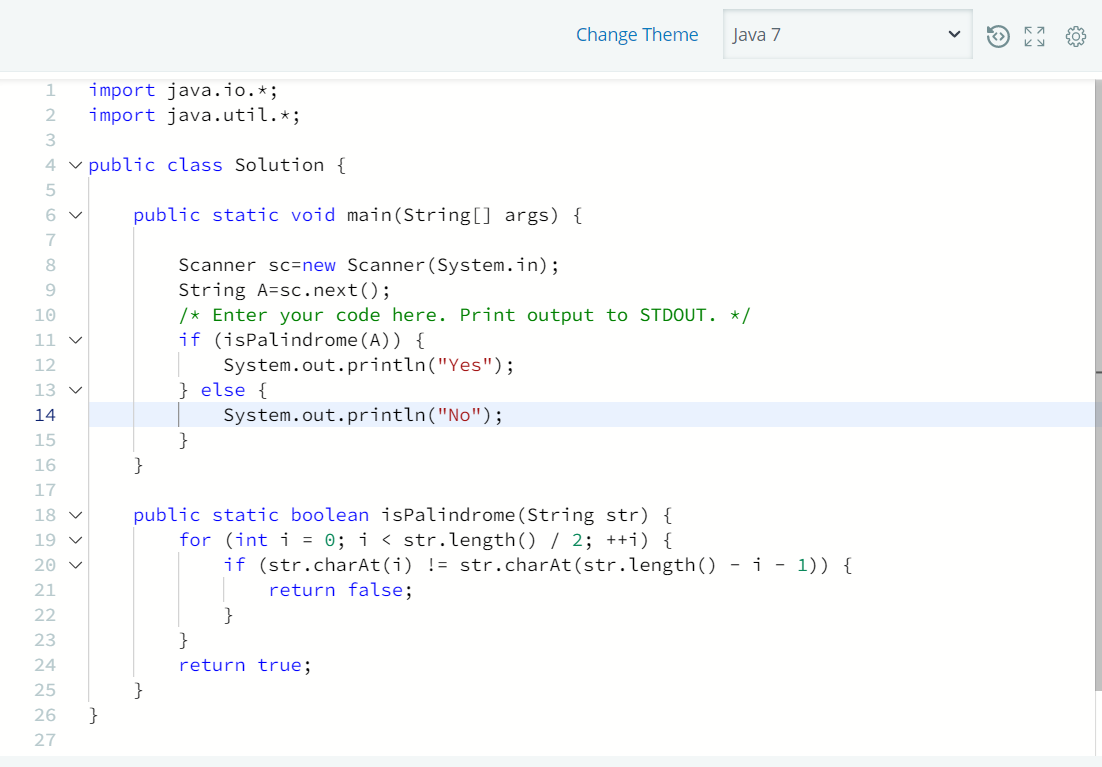 Change Theme Java 7
1 import java.io.*;
2 import java.util.*;
3
4 public class Solution {
5
6     public static void main(String[] args) {
7
8         Scanner sc=new Scanner(System.in);
9         String A=sc.next();
10         /* Enter your code here. Print output to STDOUT. */
11         if (isPalindrome(A)) {
12             System.out.println("Yes");
13         } else {
14             System.out.println("No");
15         }
16     }
17
18     public static boolean isPalindrome(String str) {
19         for (int i = 0; i < str.length() / 2; ++i) {
20             if (str.charAt(i) != str.charAt(str.length() - i - 1)) {
21                 return false;
22             }
23         }
24         return true;
25     }
26 }
27